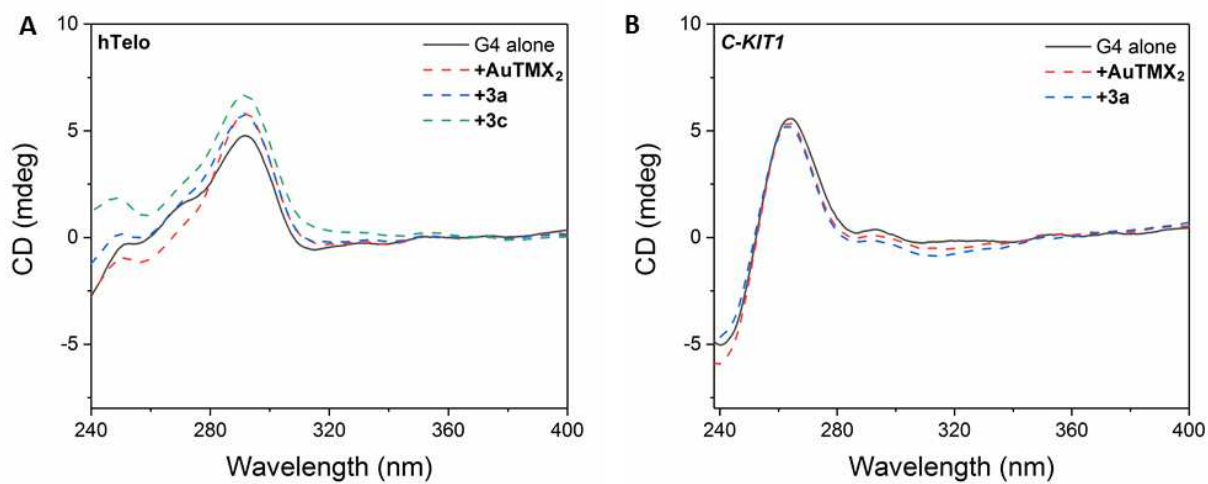 A
hTelo
G4 alone
+AuTMX₂
+3a
+3c
CD (mdeg)
10
5
0
-5
240 280 320 360 400
Wavelength (nm)
B
C-KIT1
G4 alone
+AuTMX₂
+3a
CD (mdeg)
10
5
0
-5
240 280 320 360 400
Wavelength (nm)